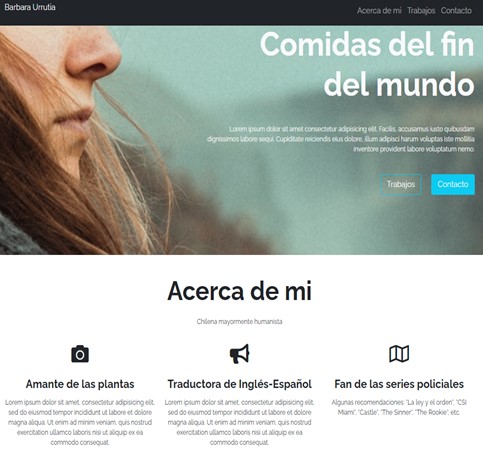 Barbara Urrutia
Acerca de mi Trabajos Contacto
Comidas del fin
del mundo
Lorem ipsum dolor sit amet consectetur adipisicing elit. Facilis, accusamus iusto quibusdam
dignissimos labore sequi. Cupiditate reiciendis eius dolore, illum adipisci harum voluptas iste mollitia
inventore provident labore voluptatum nemo.
Trabajos Contacto
Acerca de mi
Chilena mayormente humanista
Amante de las plantas
Lorem ipsum dolor sit amet, consectetur adipisicing elit,
sed do eiusmod tempor incididunt ut labore et dolore
magna aliqua. Ut enim ad minim veniam, quis nostrud
exercitation ullamco laboris nisi ut aliquip ex ea
commodo consequat.
Traductora de Inglés-Español
Lorem ipsum dolor sit amet, consectetur adipisicing elit,
sed do eiusmod tempor incididunt ut labore et dolore
magna aliqua. Ut enim ad minim veniam, quis nostrud
exercitation ullamco laboris nisi ut aliquip ex ea
commodo consequat.
Fan de las series policiales
Algunas recomendaciones: "La ley y el orden", "CSI
Miami", "Castle", "The Sinner", "The Rookie", etc.